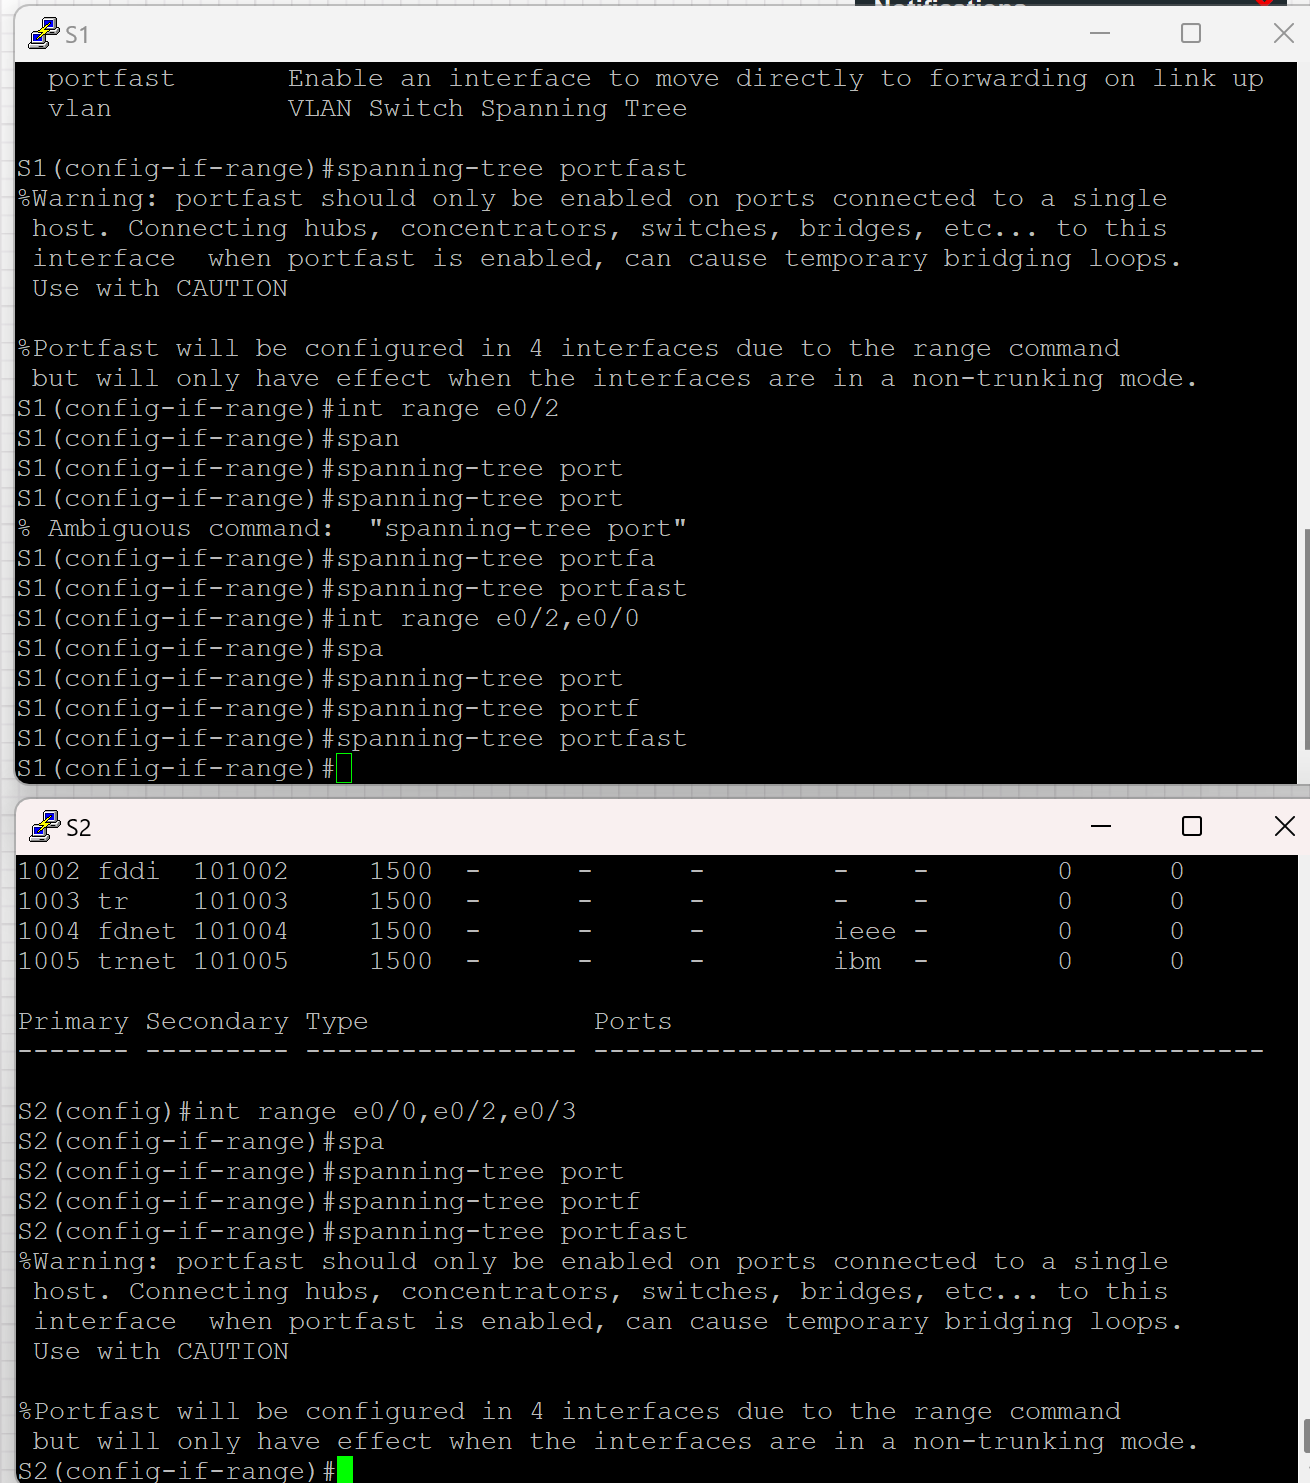 S1
  portfast       Enable an interface to move directly to forwarding on link up
  vlan           VLAN Switch Spanning Tree
S1(config-if-range)#spanning-tree portfast
%Warning: portfast should only be enabled on ports connected to a single
 host. Connecting hubs, concentrators, switches, bridges, etc... to this
 interface  when portfast is enabled, can cause temporary bridging loops.
 Use with CAUTION
%Portfast will be configured in 4 interfaces due to the range command
 but will only have effect when the interfaces are in a non-trunking mode.
S1(config-if-range)#int range e0/2
S1(config-if-range)#span
S1(config-if-range)#spanning-tree port
S1(config-if-range)#spanning-tree port
% Ambiguous command:  "spanning-tree port"
S1(config-if-range)#spanning-tree portfa
S1(config-if-range)#spanning-tree portfast
S1(config-if-range)#int range e0/2,e0/0
S1(config-if-range)#spa
S1(config-if-range)#spanning-tree port
S1(config-if-range)#spanning-tree portf
S1(config-if-range)#spanning-tree portfast
S1(config-if-range)#
S2
1002 fddi  101002     1500  -      -      -        -    -        0      0
1003 tr    101003     1500  -      -      -        -    -        0      0
1004 fdnet 101004     1500  -      -      -        ieee -        0      0
1005 trnet 101005     1500  -      -      -        ibm  -        0      0
Primary Secondary Type              Ports
------- --------- ----------------- ------------------------------------------
S2(config)#int range e0/0,e0/2,e0/3
S2(config-if-range)#spa
S2(config-if-range)#spanning-tree port
S2(config-if-range)#spanning-tree portf
S2(config-if-range)#spanning-tree portfast
%Warning: portfast should only be enabled on ports connected to a single
 host. Connecting hubs, concentrators, switches, bridges, etc... to this
 interface  when portfast is enabled, can cause temporary bridging loops.
 Use with CAUTION
%Portfast will be configured in 4 interfaces due to the range command
 but will only have effect when the interfaces are in a non-trunking mode.
S2(config-if-range)#